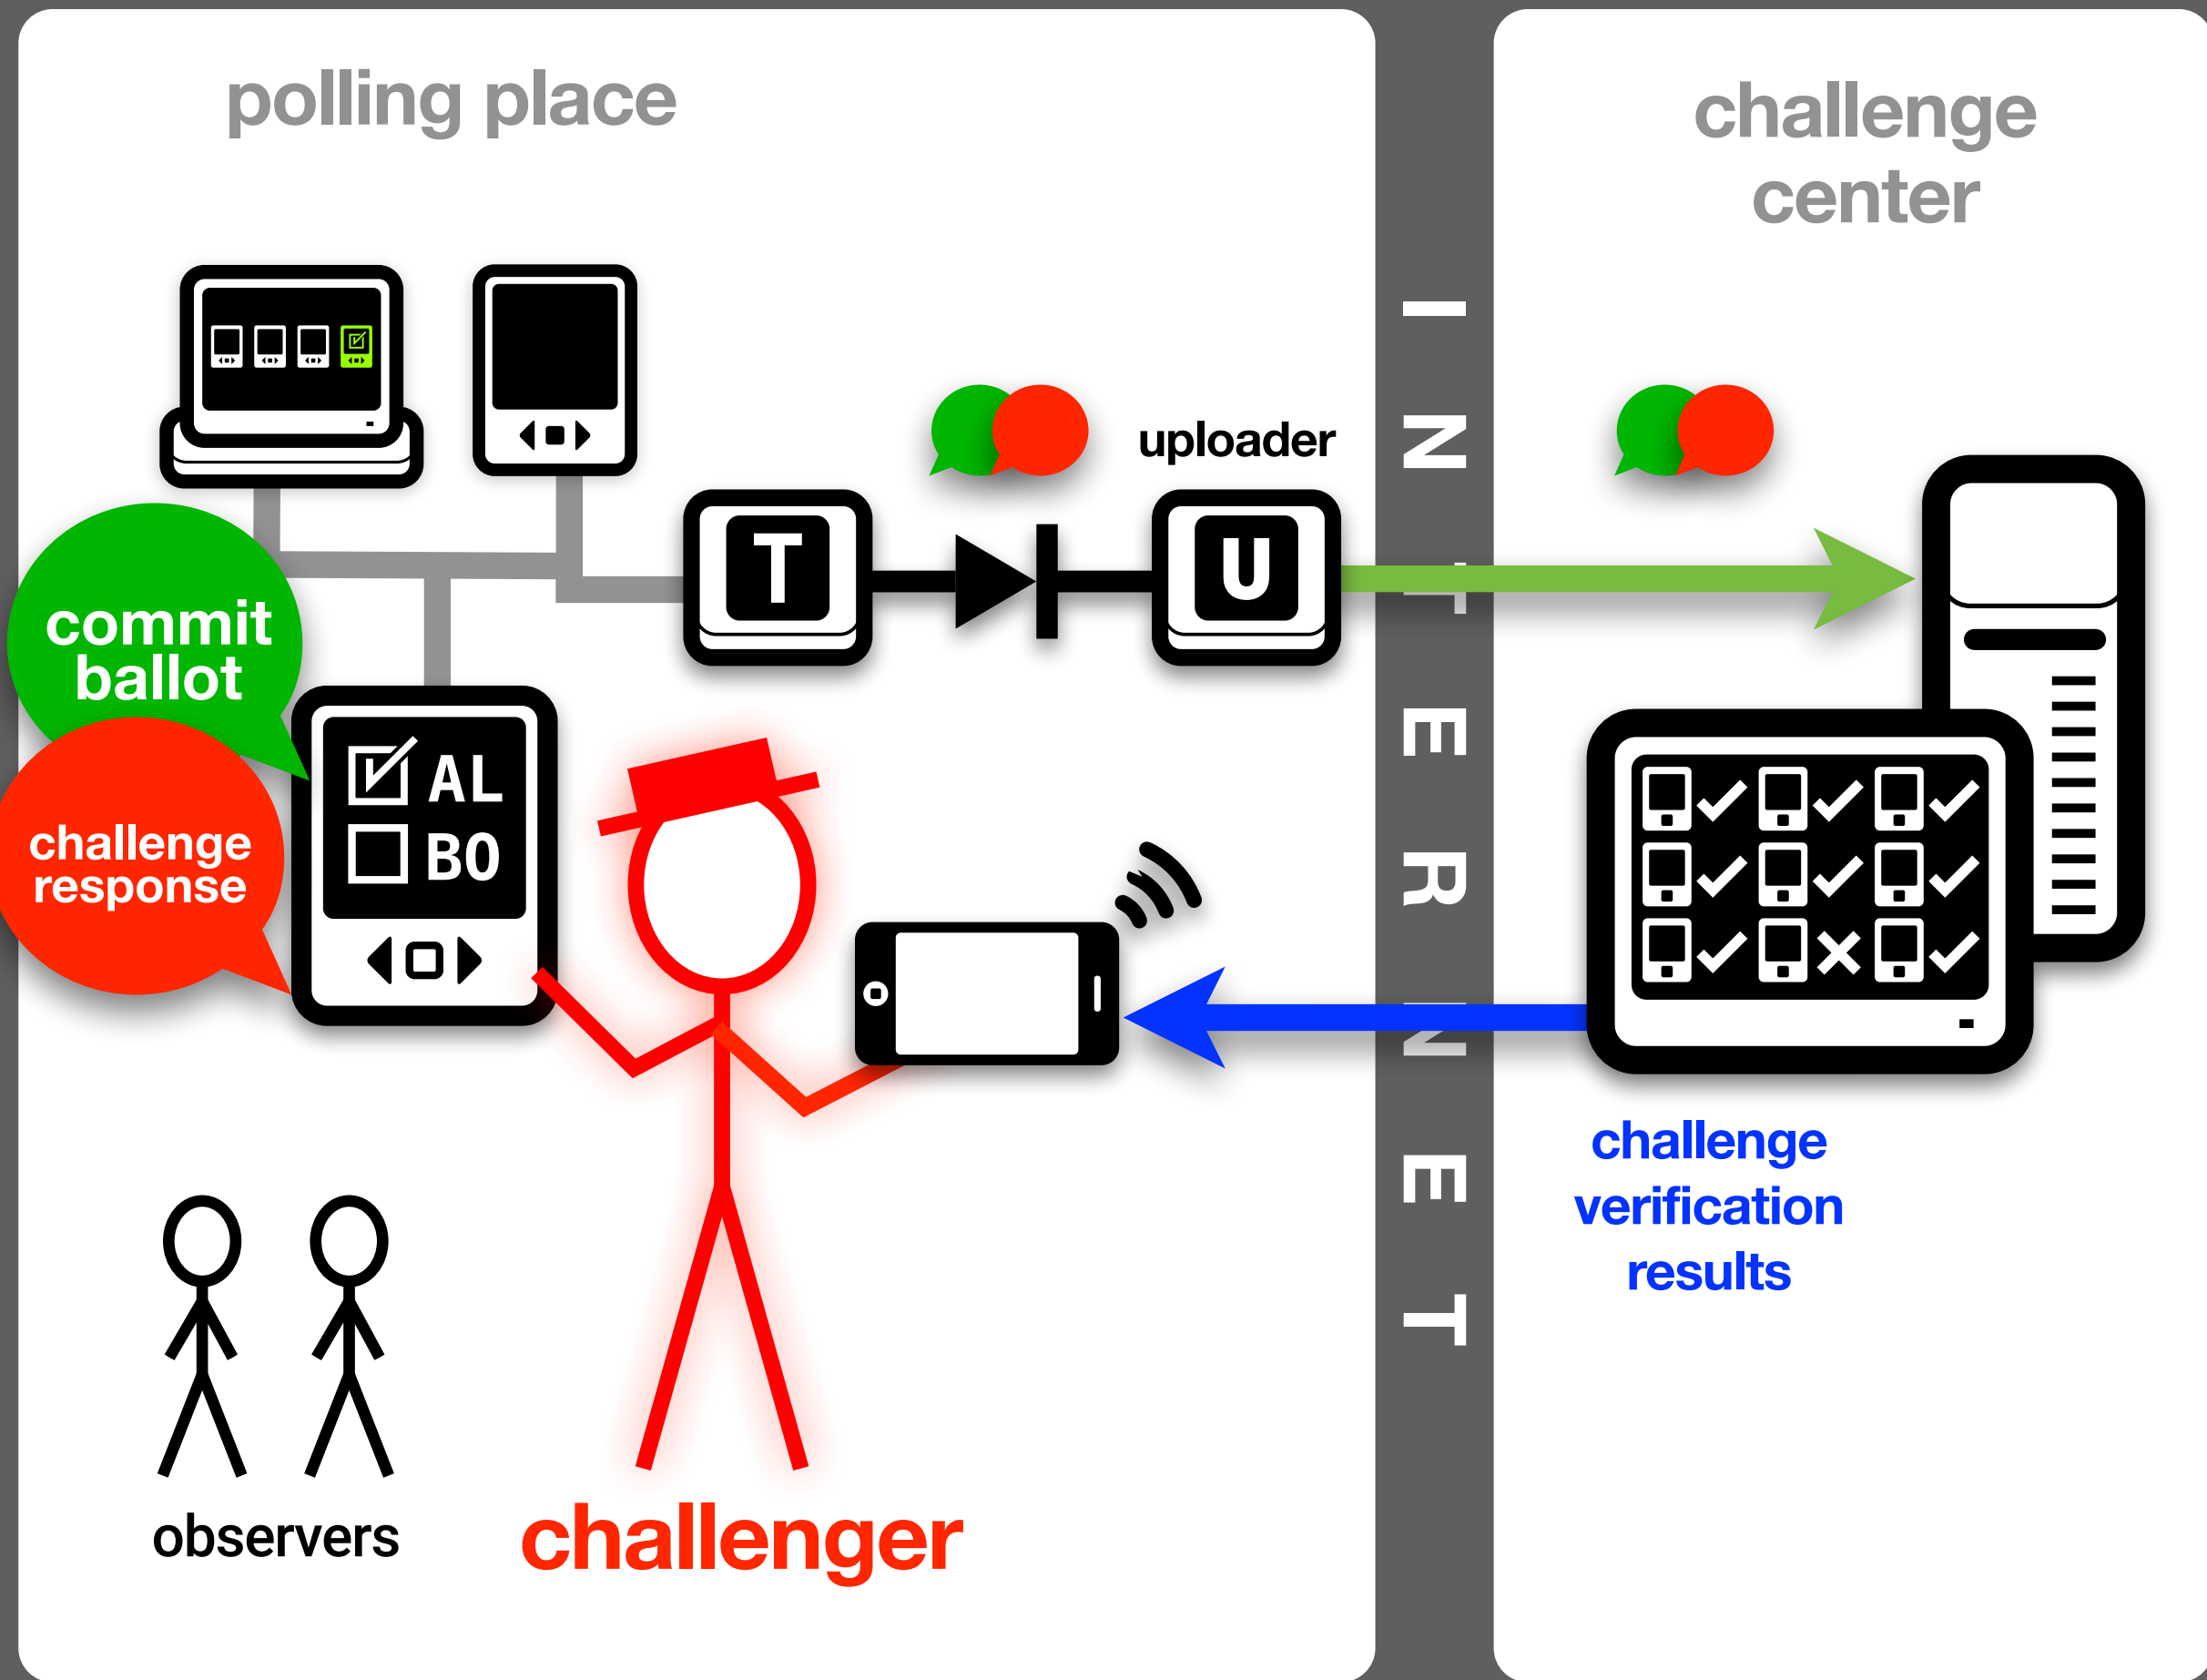 polling place
challenge
center
uploader
T
U
INTERNET
commit
ballot
AL
BO
challenge
response
challenge
verification
results
observers
challenger